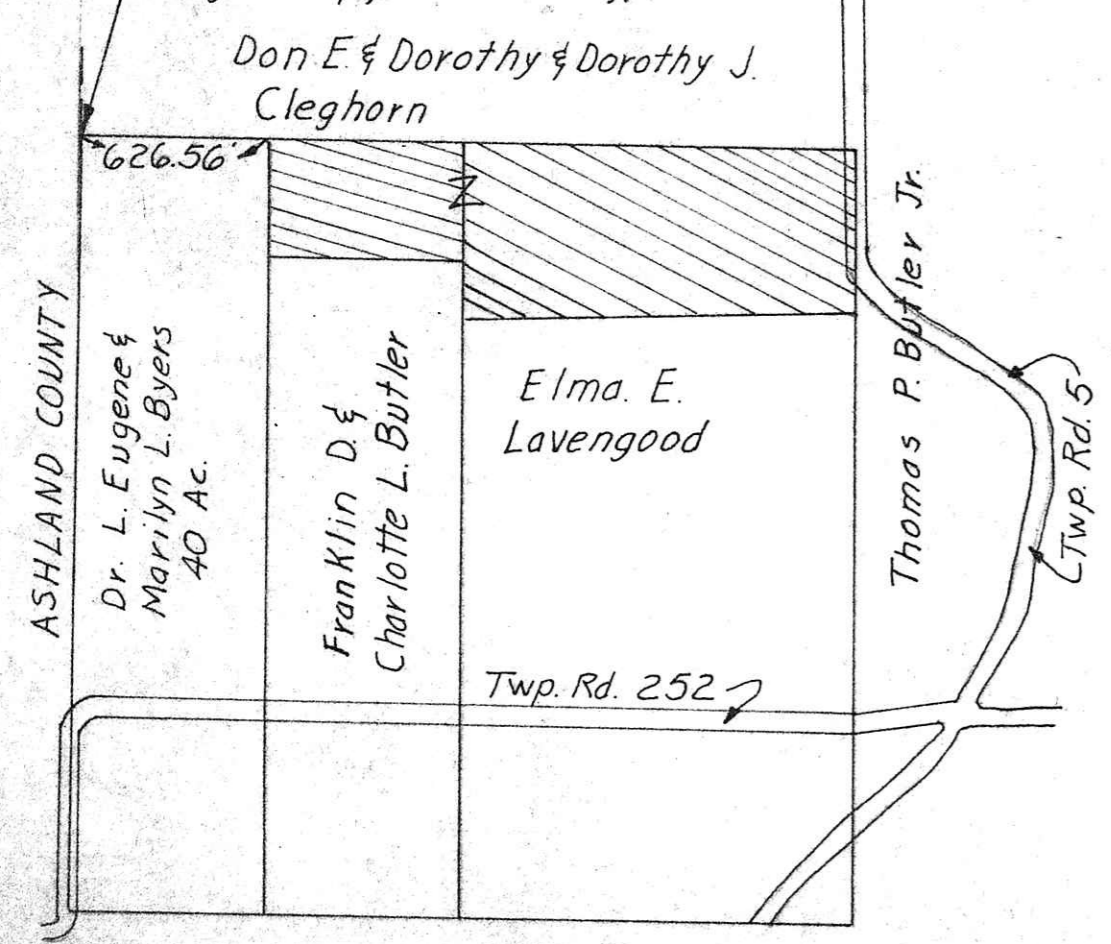 Don E. & Dorothy & Dorothy J.
Cleghorn
626.56'
ASHLAND COUNTY
Dr. L. Eugene &
Marilyn L. Byers
40 Ac.
Franklin D. &
Charlotte L. Butler
Elma. E.
Lavengood
Thomas P. Butler Jr.
Twp. Rd. 5
Twp. Rd. 252